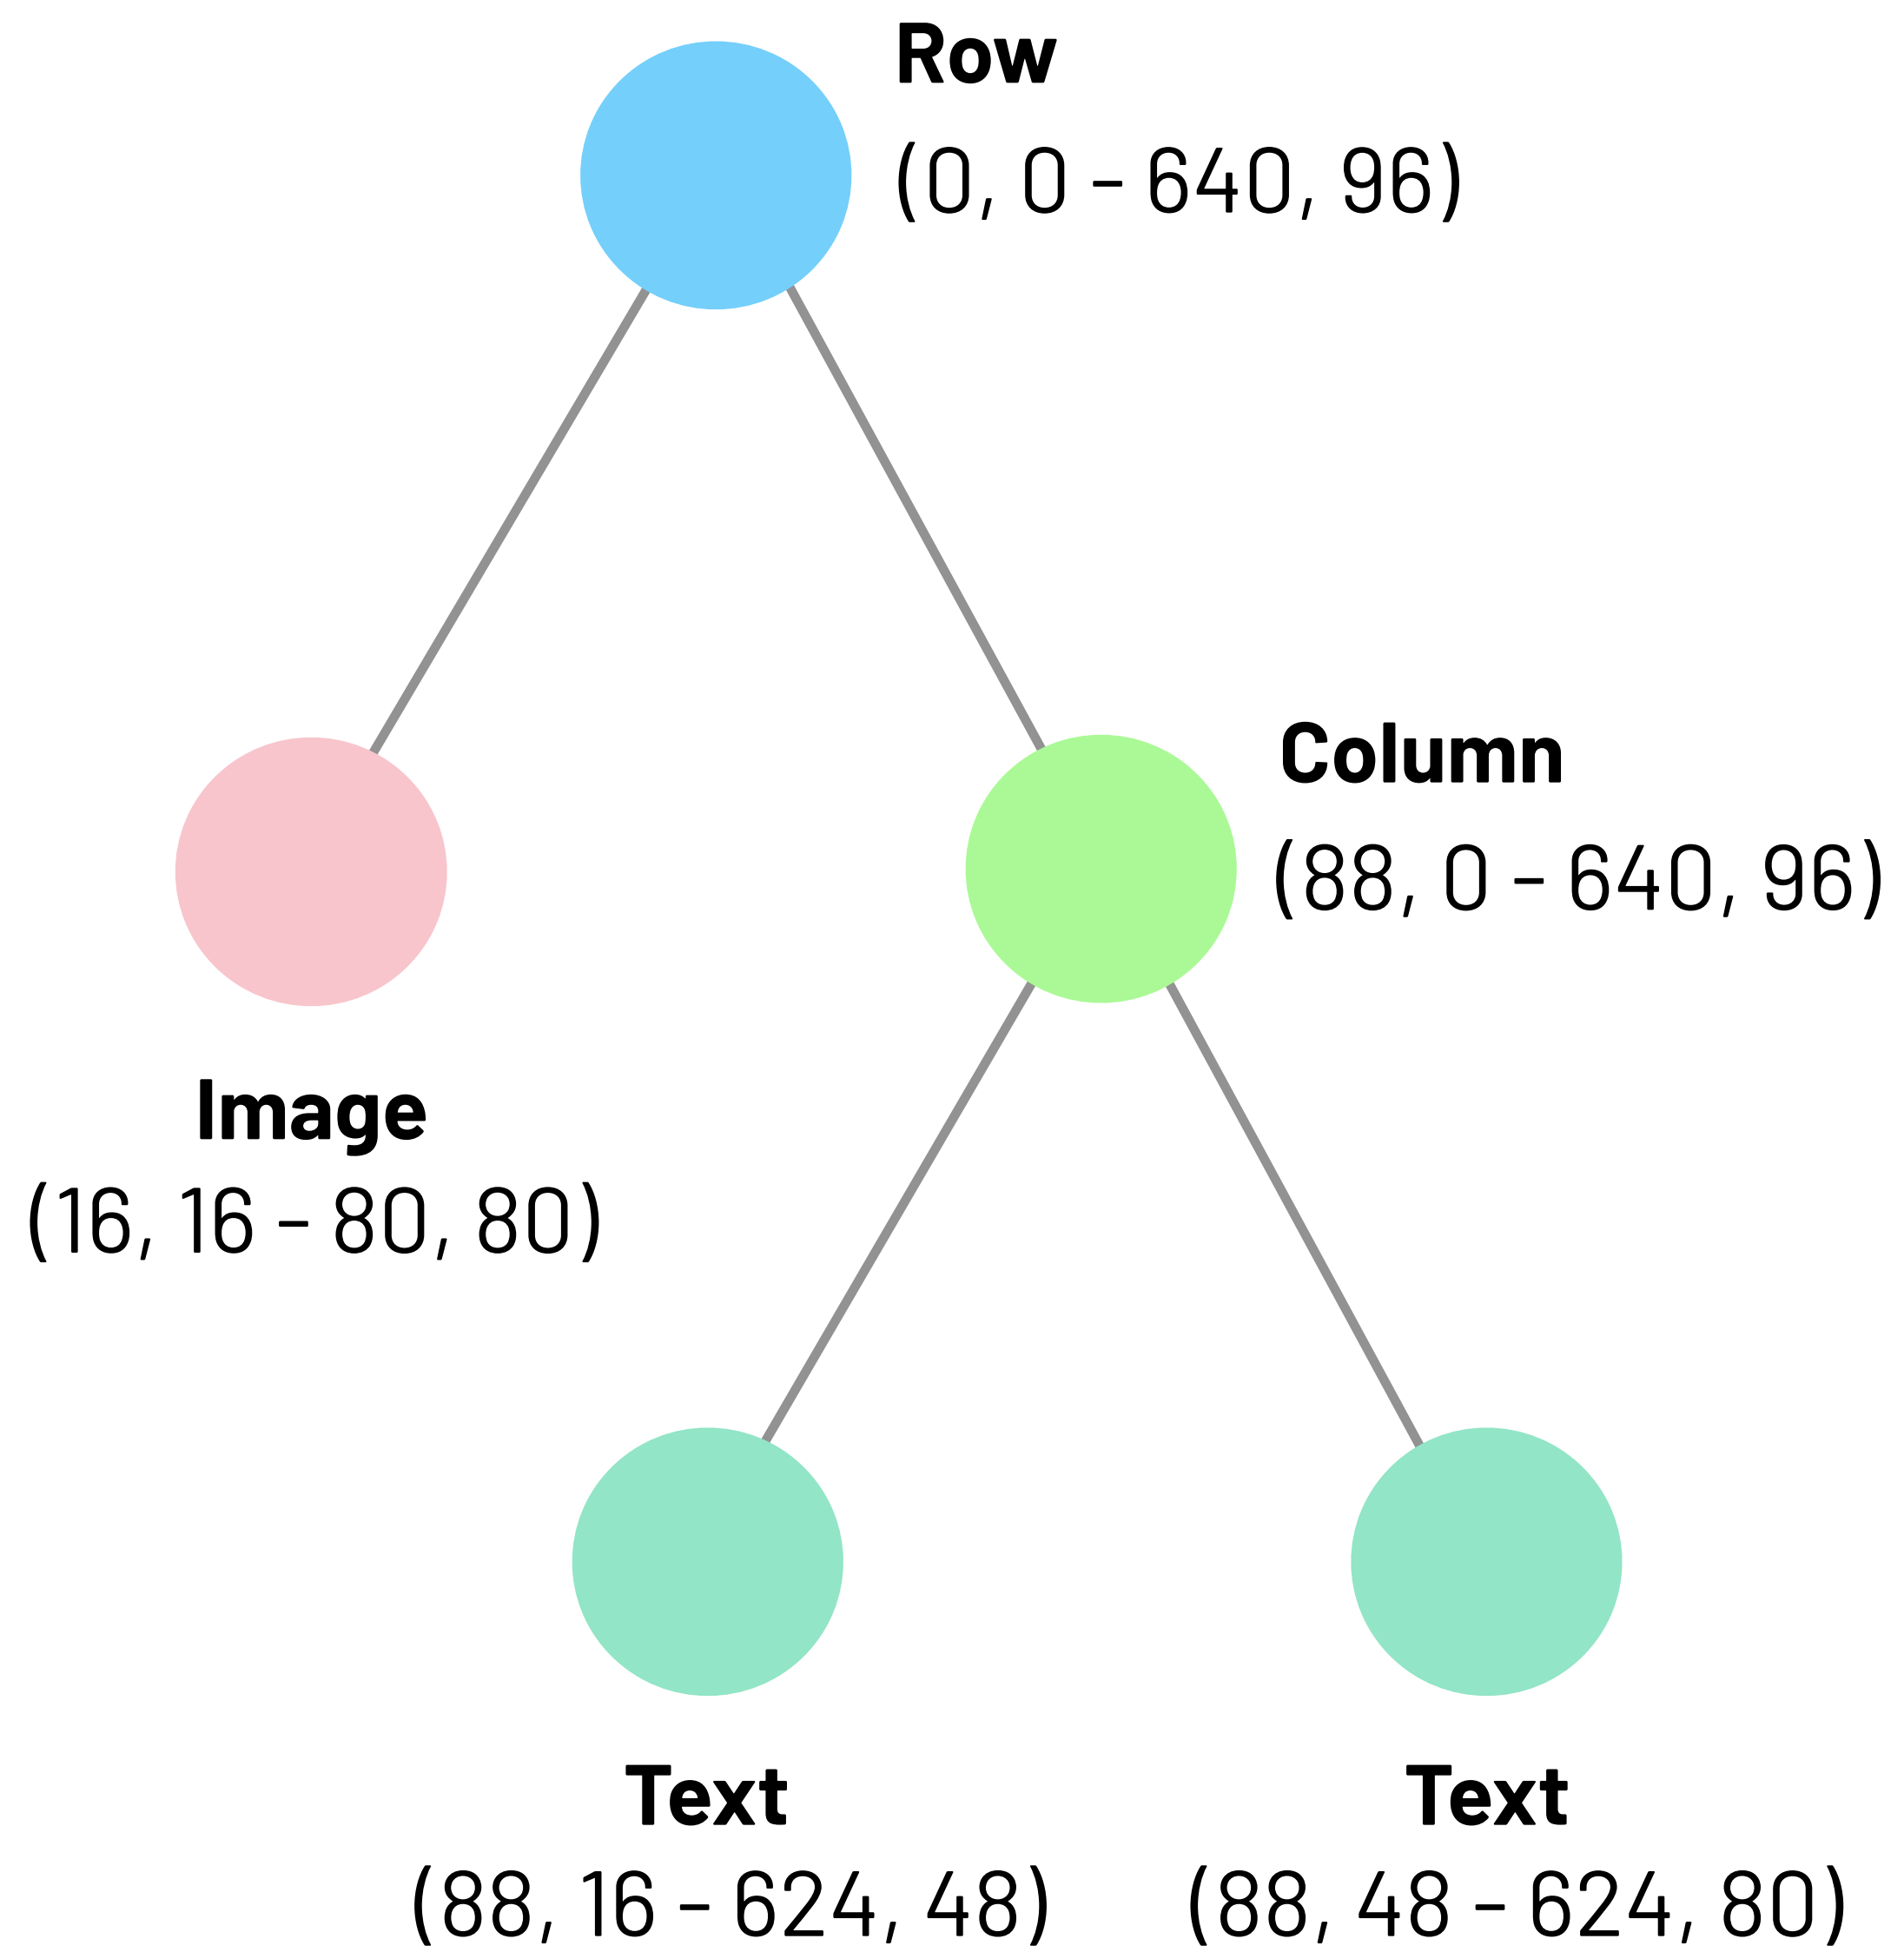 Row
(0, 0 – 640, 96)
Column
(88, 0 – 640, 96)
Image
(16, 16 – 80, 80)
Text
(88, 16 – 624, 48)
Text
(88, 48 – 624, 80)